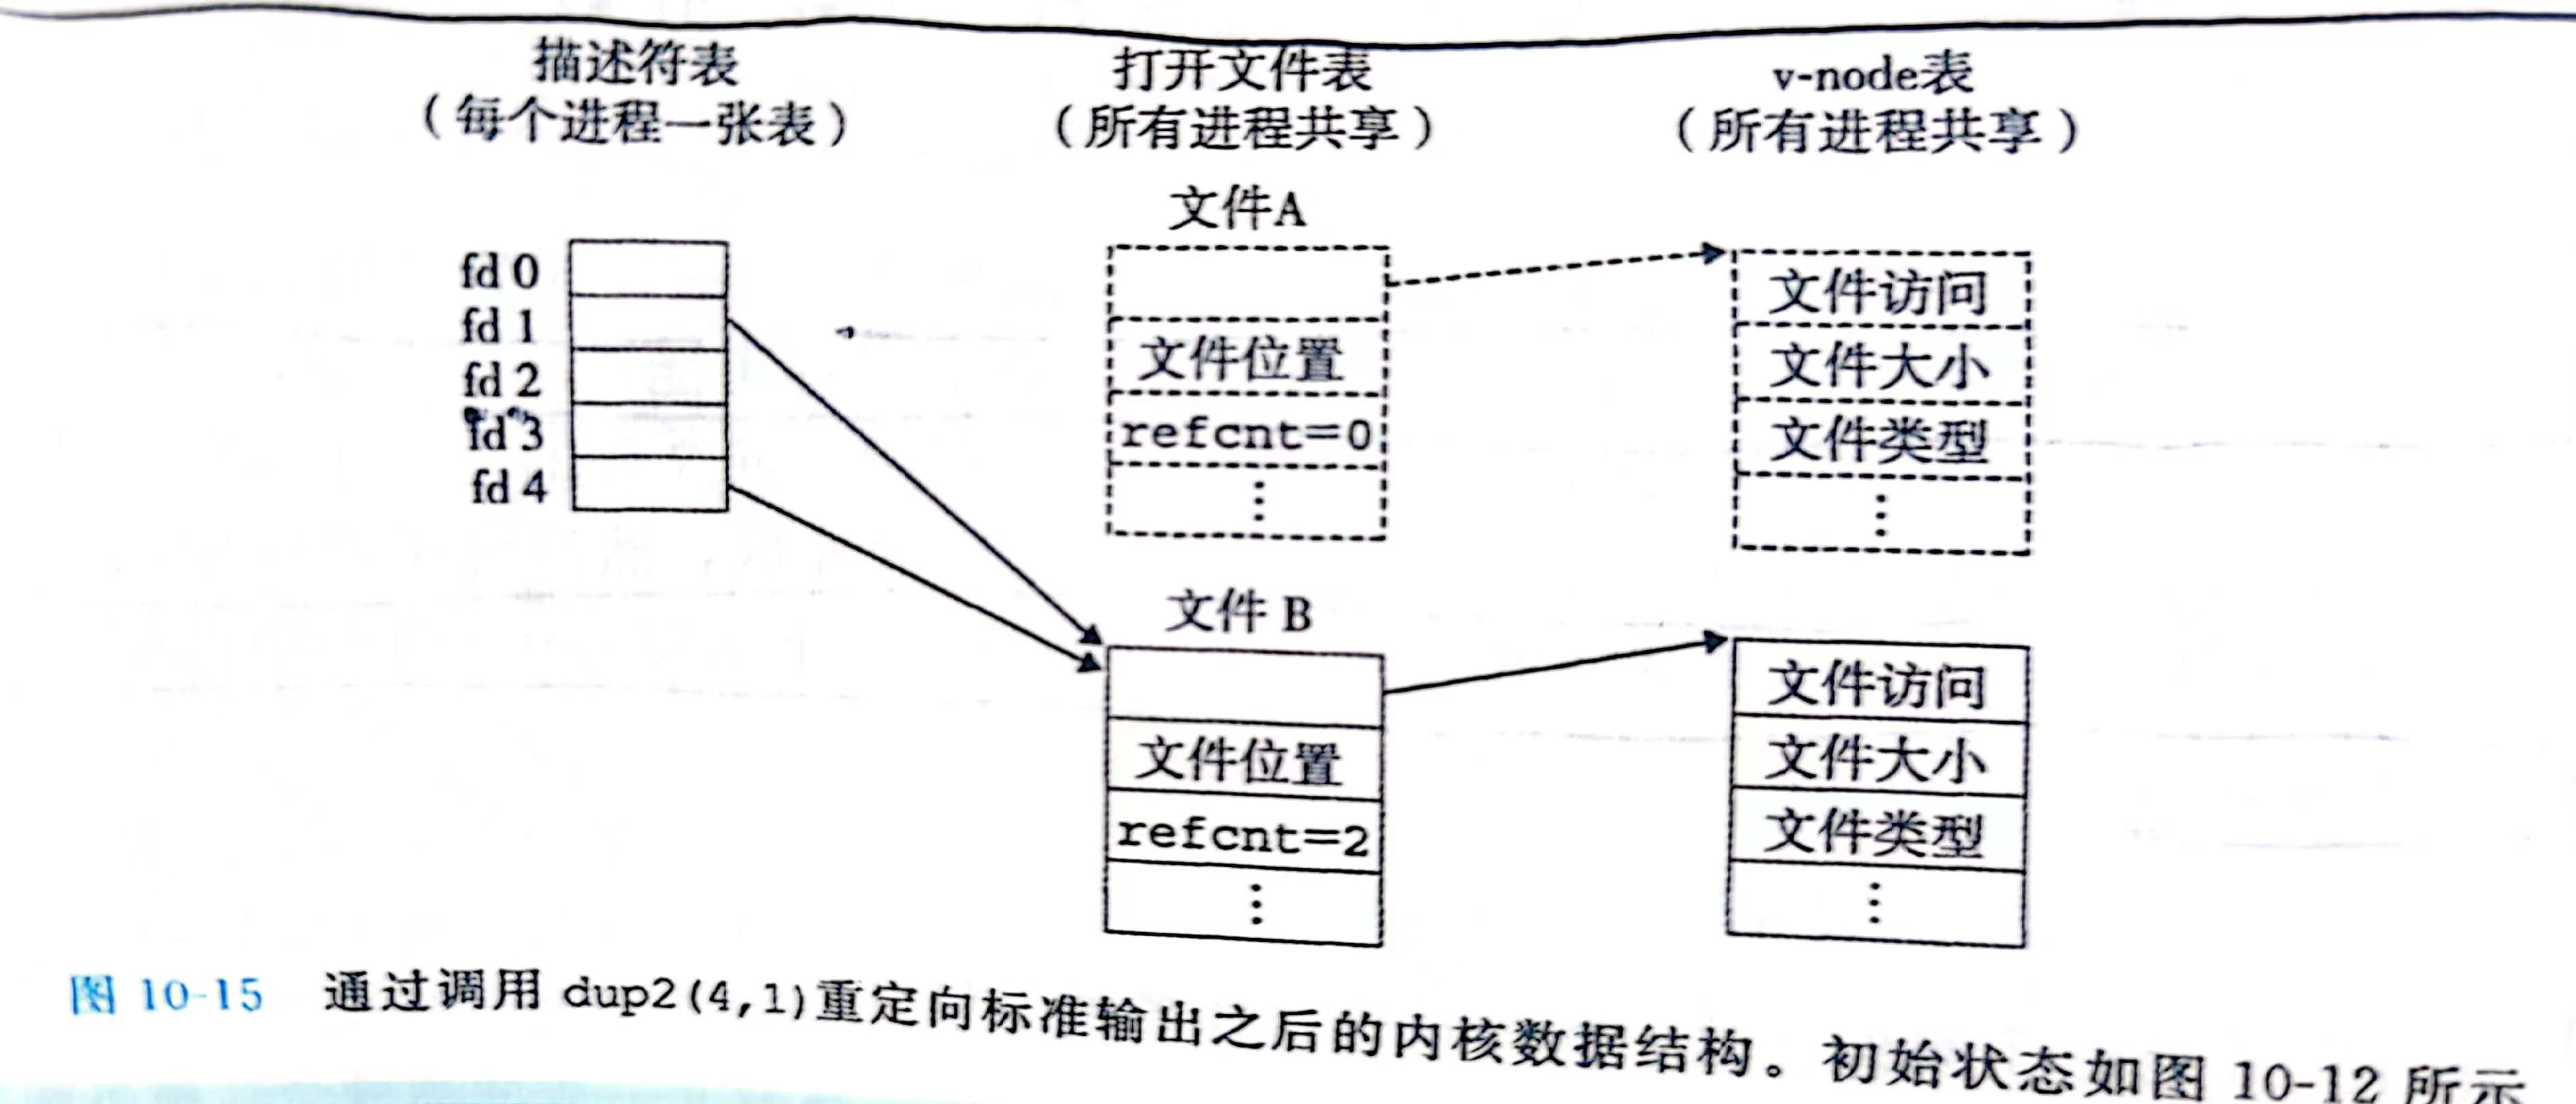 描述符表
（每个进程一张表）
打开文件表
（所有进程共享）
v-node表
（所有进程共享）
fd 0
fd 1
fd 2
fd 3
fd 4
文件A
文件位置
refcnt=0
⋮
文件访问
文件大小
文件类型
⋮
文件 B
文件位置
refcnt=2
⋮
文件访问
文件大小
文件类型
⋮
图 10-15 通过调用 dup2(4,1)重定向标准输出之后的内核数据结构。初始状态如图 10-12 所示